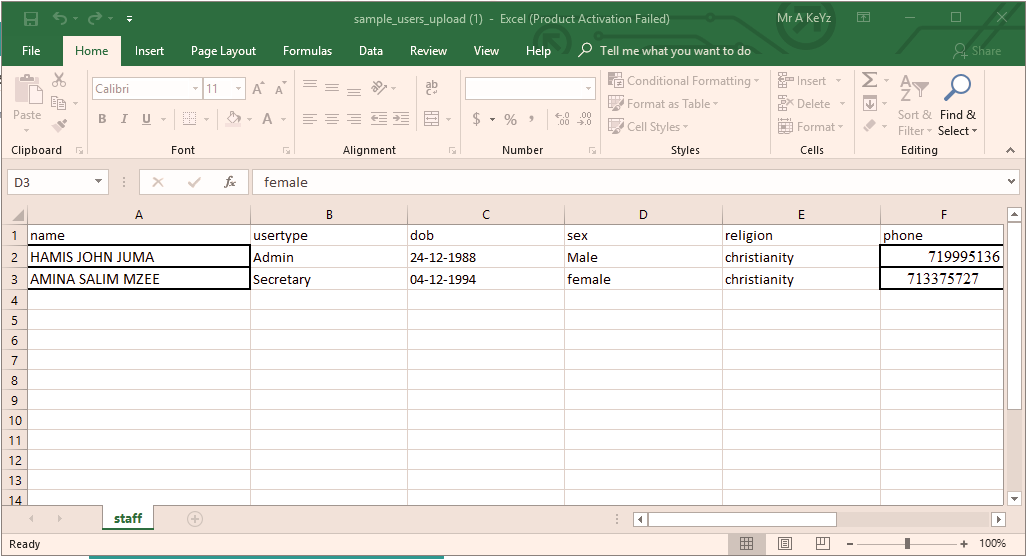 sample_users_upload (1) - Excel (Product Activation Failed)
Mr A KeYz
File Home Insert Page Layout Formulas Data Review View Help Tell me what you want to do Share
Calibri 11 A A ab Conditional Formatting Insert Σ A Z
Paste Format as Table Delete
B I U A $ % , .00 .0 Cell Styles Format Sort & Filter Find & Select
Clipboard Font Alignment Number Styles Cells Editing
D3 fx female
A B C D E F
1 name usertype dob sex religion phone
2 HAMIS JOHN JUMA Admin 24-12-1988 Male christianity 719995136
3 AMINA SALIM MZEE Secretary 04-12-1994 female christianity 713375727
4
5
6
7
8
9
10
11
12
13
14
staff
Ready 100%